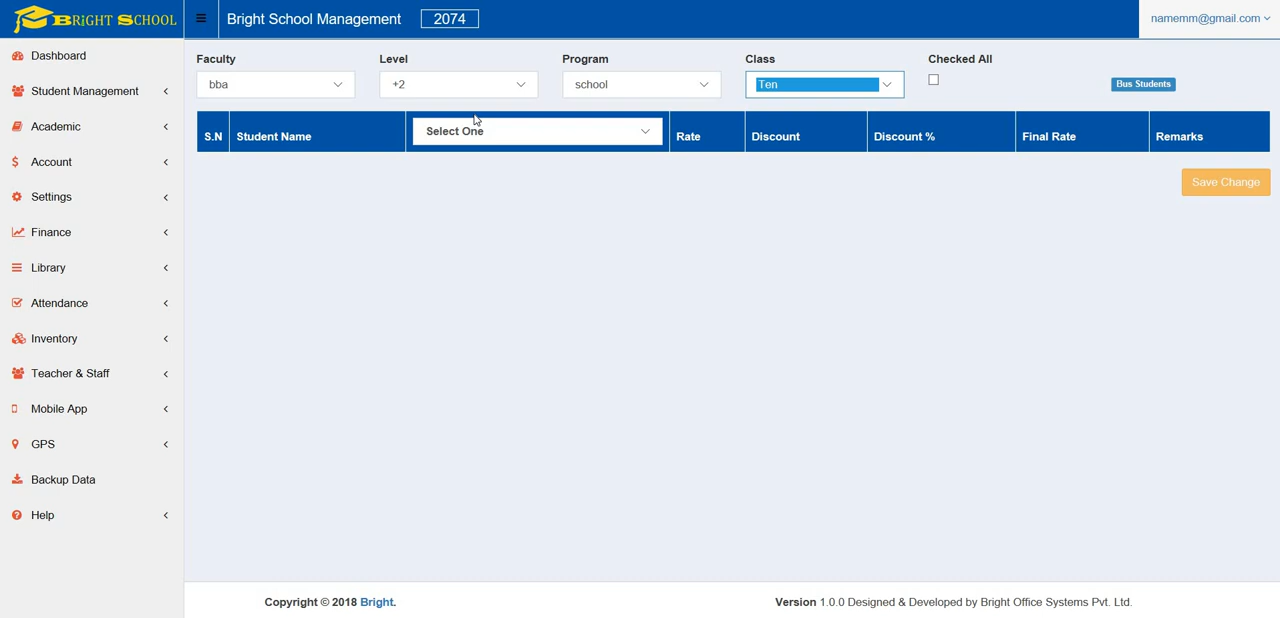 BRIGHT SCHOOL
Bright School Management
2074
namemm@gmail.com
Dashboard
Student Management
Academic
Account
Settings
Finance
Library
Attendance
Inventory
Teacher & Staff
Mobile App
GPS
Backup Data
Help
Faculty
Level
Program
Class
Checked All
bba
+2
school
Ten
Bus Students
S.N
Student Name
Select One
Rate
Discount
Discount %
Final Rate
Remarks
Save Change
Copyright © 2018 Bright.
Version 1.0.0 Designed & Developed by Bright Office Systems Pvt. Ltd.